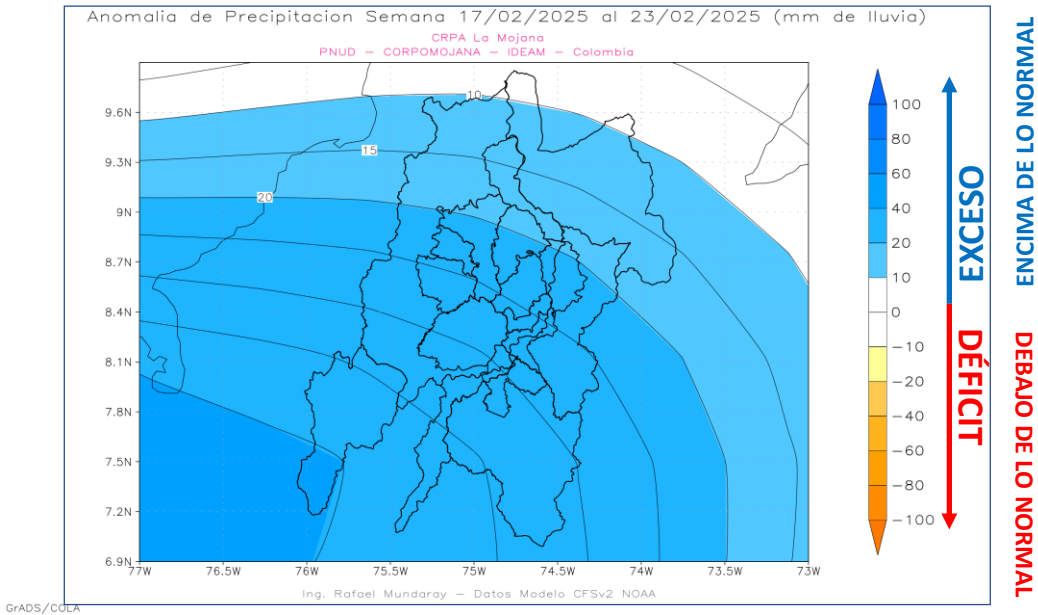 Anomalia de Precipitacion Semana 17/02/2025 al 23/02/2025 (mm de lluvia)
CRPA La Mojana
PNUD – CORPOMOJANA – IDEAM – Colombia
9.6N
9.3N
9N
8.7N
8.4N
8.1N
7.8N
7.5N
7.2N
6.9N
10
15
20
77W
76.5W
76W
75.5W
75W
74.5W
74W
73.5W
73W
Ing. Rafael Mundaray – Datos Modelo CFSv2 NOAA
GrADS/COLA
100
80
60
40
20
10
0
−10
−20
−40
−60
−80
−100
EXCESO
DÉFICIT
ENCIMA DE LO NORMAL
DEBAJO DE LO NORMAL